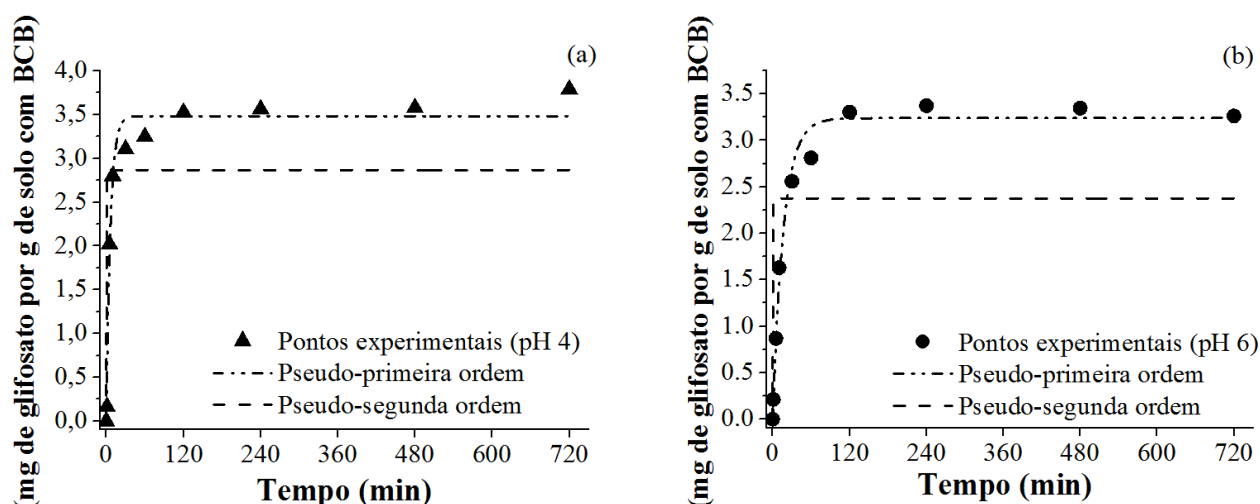 (a)
(mg de glifosato por g de solo com BCB)
4,0
3,5
3,0
2,5
2,0
1,5
1,0
0,5
0,0
Pontos experimentais (pH 4)
Pseudo-primeira ordem
Pseudo-segunda ordem
0 120 240 360 480 600 720
Tempo (min)
(b)
(mg de glifosato por g de solo com BCB)
3.5
3.0
2.5
2.0
1.5
1.0
0.5
0.0
Pontos experimentais (pH 6)
Pseudo-primeira ordem
Pseudo-segunda ordem
0 120 240 360 480 600 720
Tempo (min)